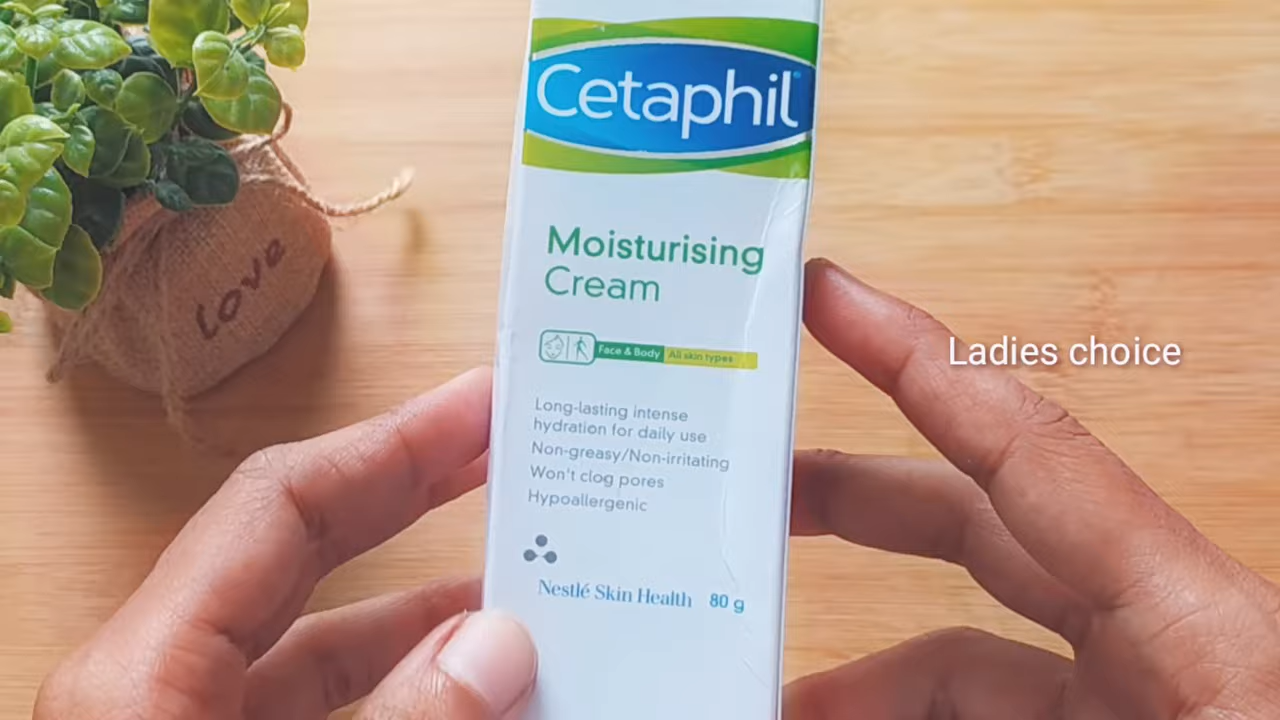 Cetaphil
Moisturising
Cream
Face & Body All skin types
Long-lasting intense
hydration for daily use
Non-greasy/Non-irritating
Won't clog pores
Hypoallergenic
Nestlé Skin Health 80 g
Love
Ladies choice